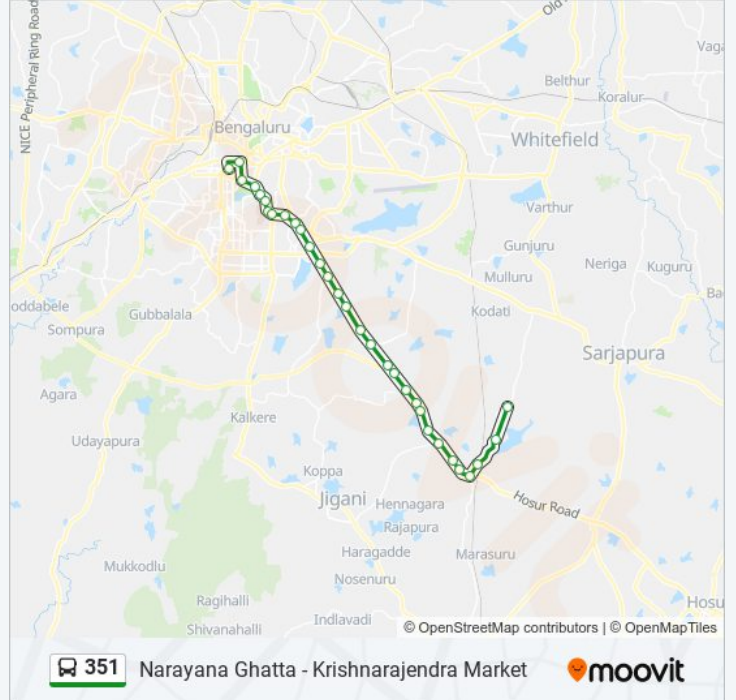 NICE Peripheral Ring Road
Old
Vaga
Belthur
Koralur
Bengaluru
Whitefield
Varthur
Gunjuru
Neriga
Kuguru
Mulluru
Ba
oddabele
Gubbalala
Kodati
Sompura
Sarjapura
Agara
Kalkere
Udayapura
Koppa
Jigani
Hennagara
Hosur Road
Rajapura
Haragadde
Marasuru
Mukkodlu
Nosenuru
Ragihalli
Hosu
Indlavadi
Shivanahalli
© OpenStreetMap contributors | © OpenMapTiles
351
Narayana Ghatta - Krishnarajendra Market
moovit